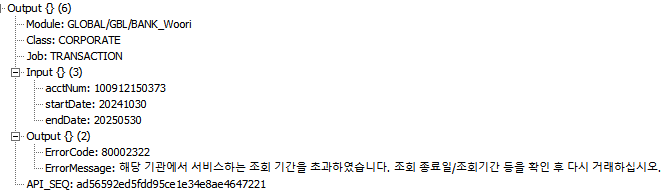 Output {} (6)
Module: GLOBAL/GBL/BANK_Woori
Class: CORPORATE
Job: TRANSACTION
Input {} (3)
acctNum: 100912150373
startDate: 20241030
endDate: 20250530
Output {} (2)
ErrorCode: 80002322
ErrorMessage: 해당 기관에서 서비스하는 조회 기간을 초과하였습니다. 조회 종료일/조회기간 등을 확인 후 다시 거래하십시오.
API_SEQ: ad56592ed5fdd95ce1e34e8ae4647221